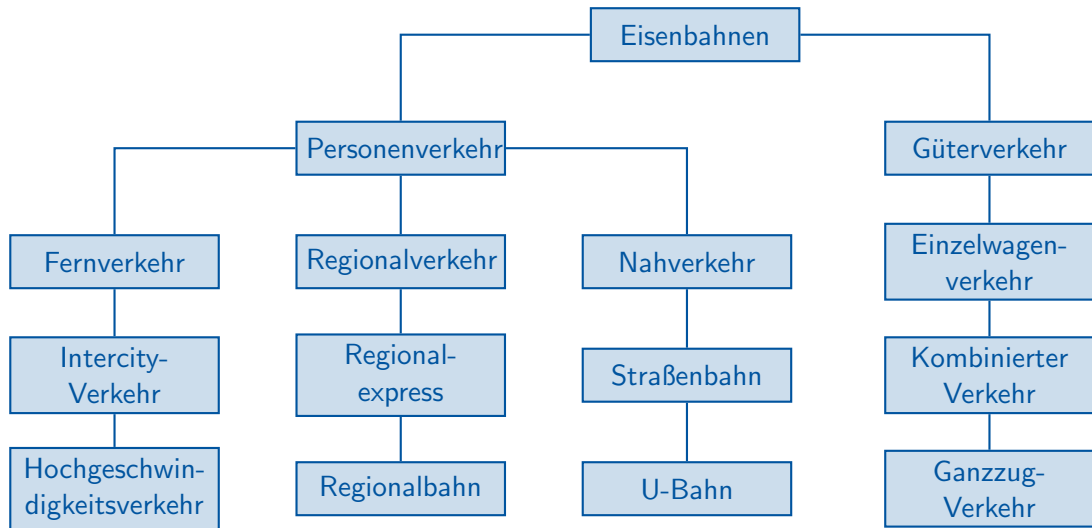 Eisenbahnen
Personenverkehr
Güterverkehr
Fernverkehr
Regionalverkehr
Nahverkehr
Einzelwagen-
verkehr
Intercity-
Verkehr
Regional-
express
Straßenbahn
Kombinierter
Verkehr
Hochgeschwin-
digkeitsverkehr
Regionalbahn
U-Bahn
Ganzzug-
Verkehr